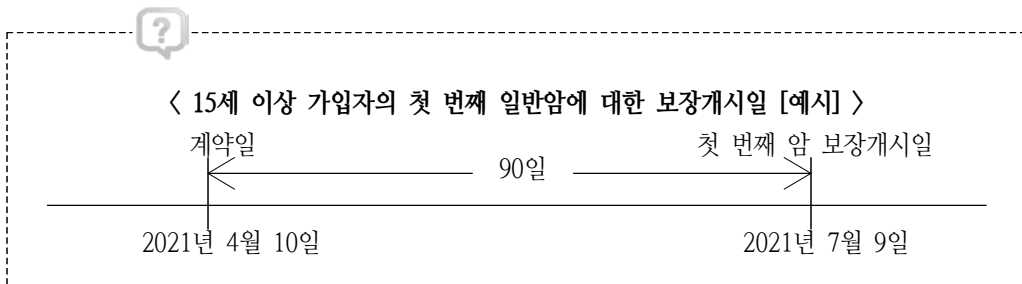 ?
< 15세 이상 가입자의 첫 번째 일반암에 대한 보장개시일 [예시] >
계약일 첫 번째 암 보장개시일
90일
2021년 4월 10일 2021년 7월 9일